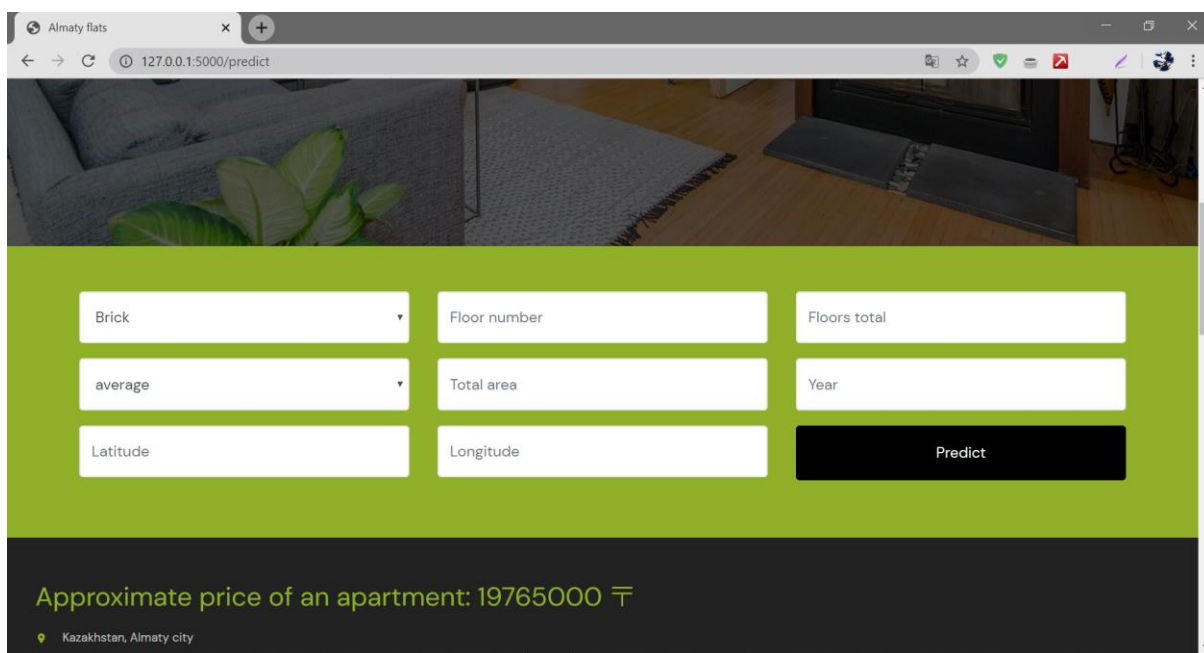 Almaty flats
127.0.0.1:5000/predict
Brick
Floor number
Floors total
average
Total area
Year
Latitude
Longitude
Predict
Approximate price of an apartment: 19765000 〒
Kazakhstan, Almaty city